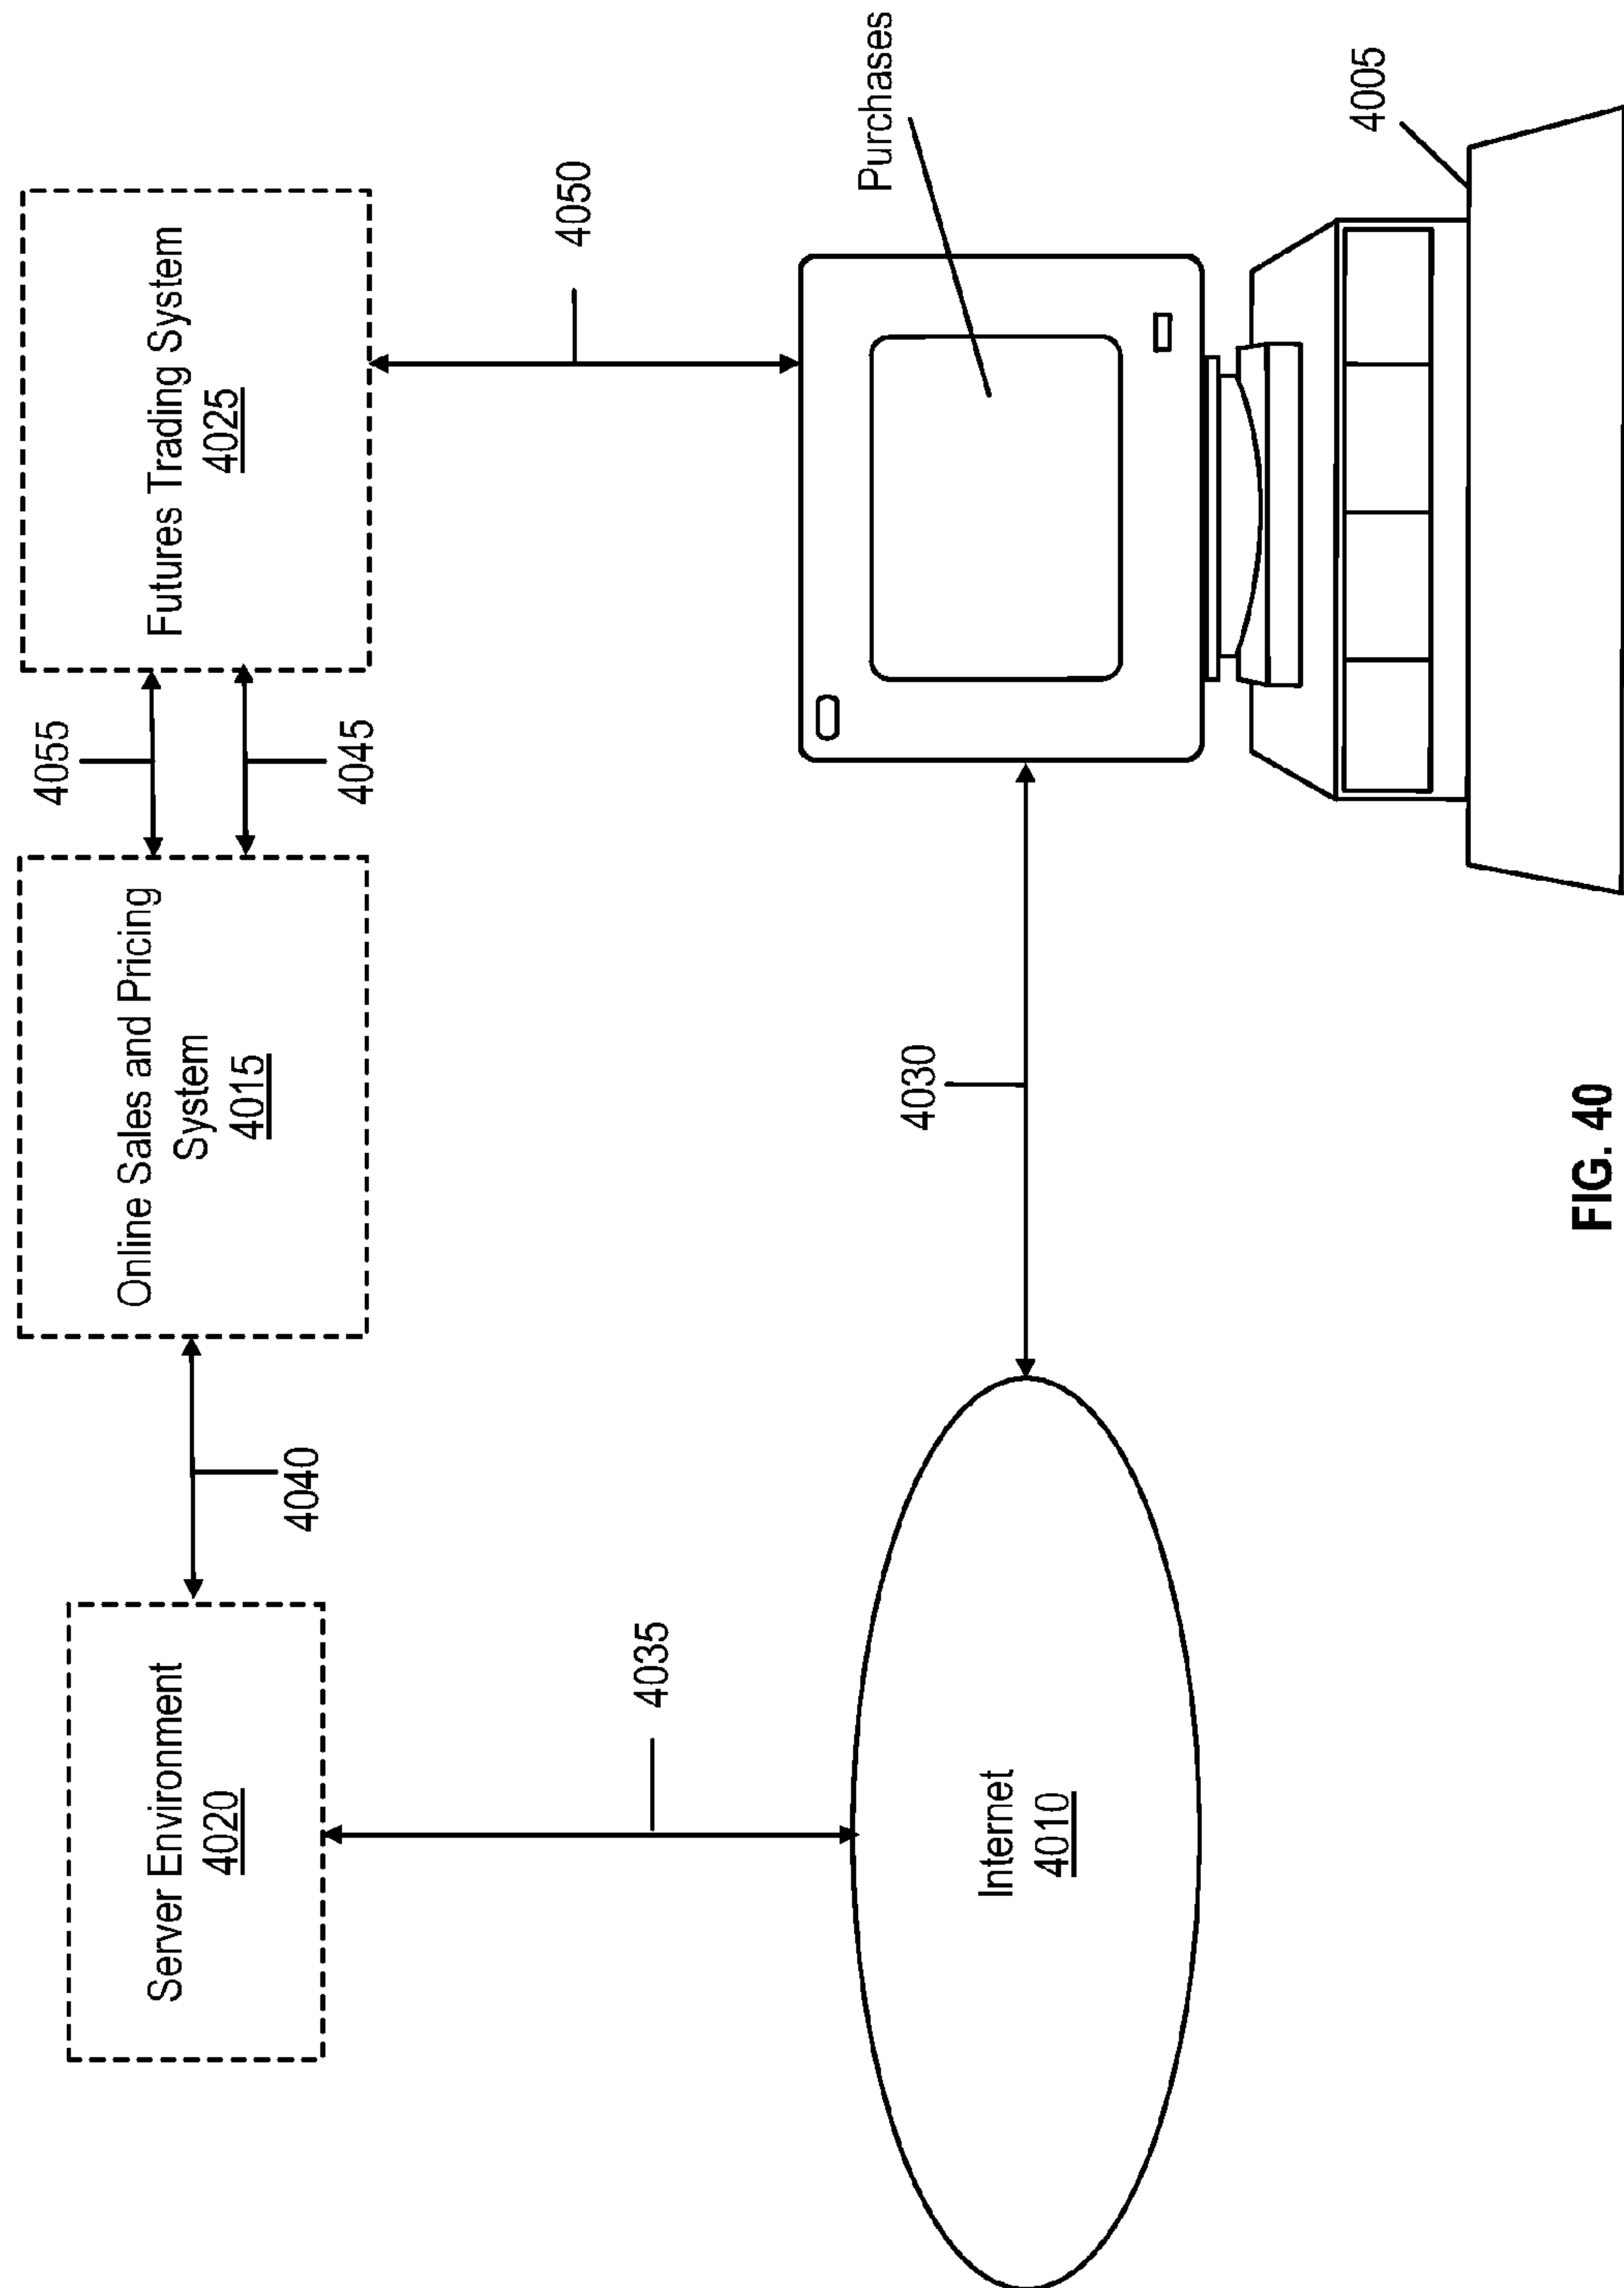 Server Environment
4020
Online Sales and Pricing
System
4015
Futures Trading System
4025
4055
4045
4040
4035
4050
Internet
4010
4030
Purchases
4005
FIG. 40